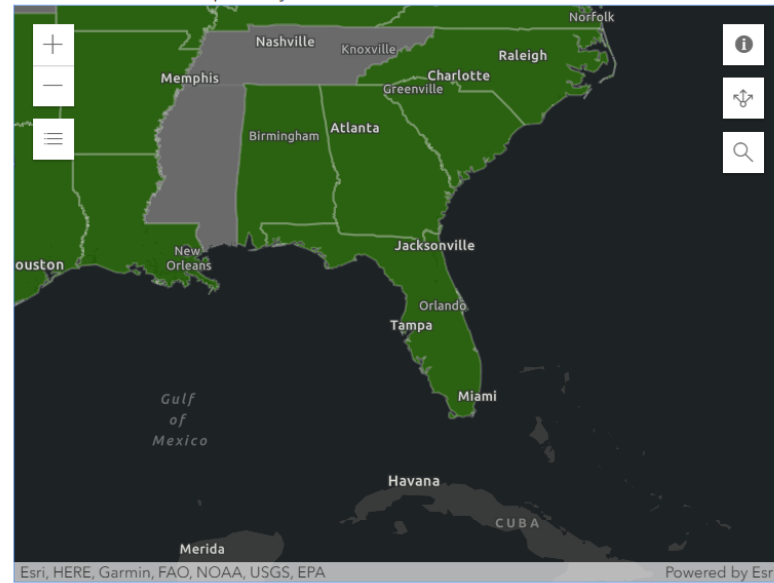 Norfolk
Nashville
Knoxville
Raleigh
Memphis
Charlotte
Greenville
Birmingham
Atlanta
New
Orleans
Jacksonville
ouston
Orlando
Tampa
Miami
Gulf
of
Mexico
Havana
CUBA
Merida
Esri, HERE, Garmin, FAO, NOAA, USGS, EPA
Powered by Esr